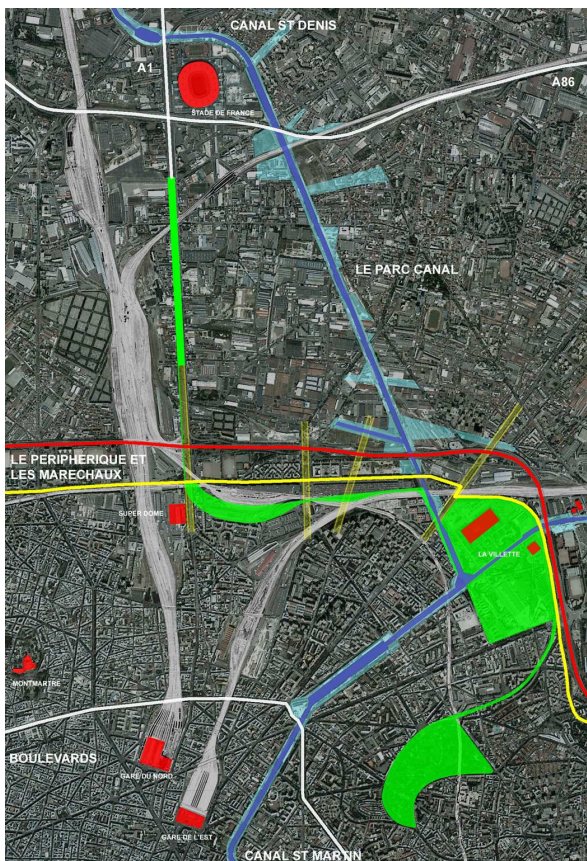 CANAL ST DENIS
A1
A86
STADE DE FRANCE
LE PARC CANAL
LE PERIPHERIQUE ET
LES MARECHAUX
SUPER DOME
LA VILLETTE
MONTMARTRE
BOULEVARDS
GARE DU NORD
GARE DE L'EST
CANAL ST MARTIN